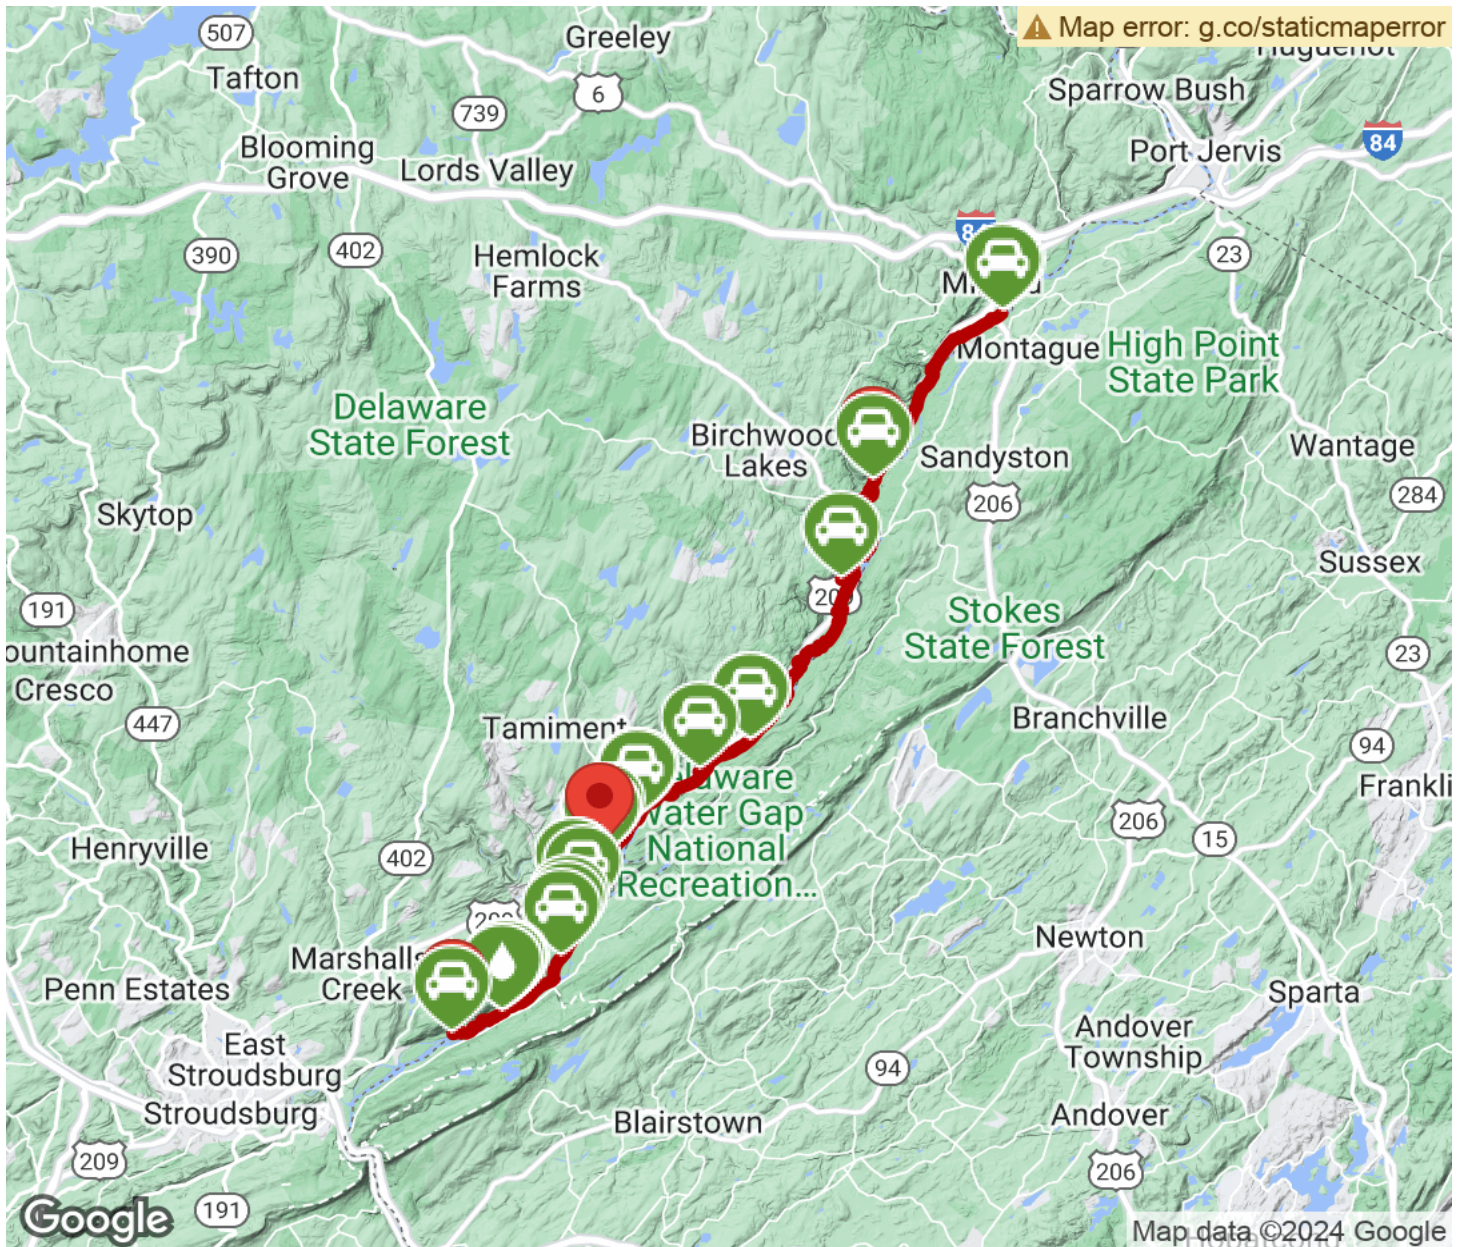 507
Greeley
Map error: g.co/staticmaperror
Tafton
6
Sparrow Bush
739
Blooming
Grove
Lords Valley
Port Jervis
84
390
402
Hemlock
Farms
23
Montague
High Point
State Park
Delaware
State Forest
Birchwood
Lakes
Sandyston
Wantage
206
284
Skytop
Sussex
191
Stokes
State Forest
23
Cresco
447
Tamiment
Branchville
94
Water Gap
National
Recreation...
206
15
Henryville
402
Newton
Marshalls
Creek
Penn Estates
Sparta
East
Stroudsburg
Stroudsburg
Andover
Township
94
Blairstown
Andover
209
206
191
Google
Map data ©2024 Google